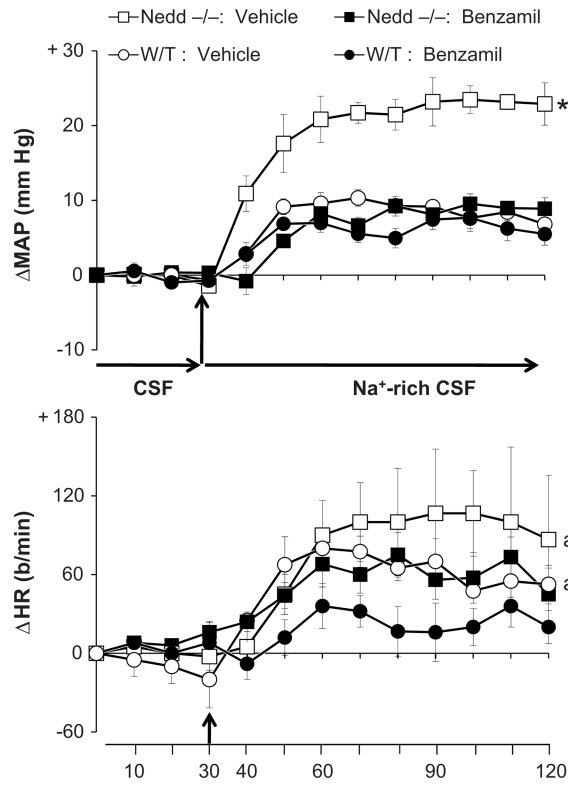 Nedd –/–: Vehicle Nedd –/–: Benzamil
W/T : Vehicle W/T : Benzamil
+ 30
20
10
0
-10
ΔMAP (mm Hg)
*
CSF Na⁺-rich CSF
+ 180
120
60
0
-60
ΔHR (b/min)
a
a
10 30 40 60 90 120